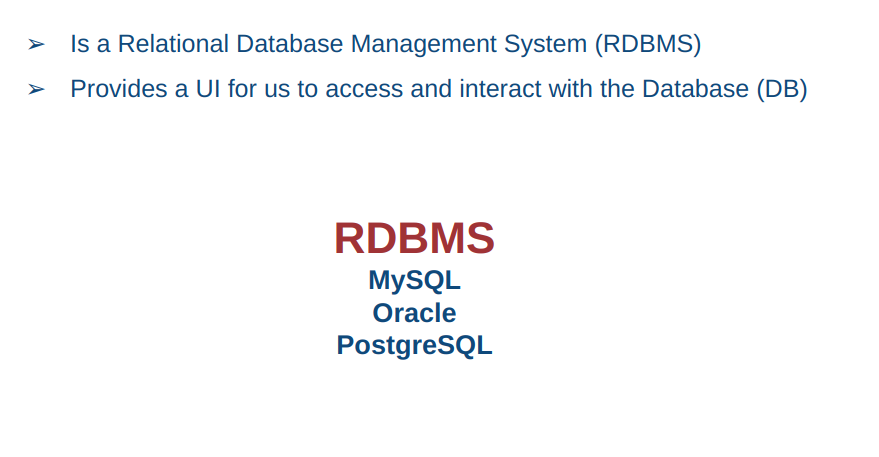 ➢ Is a Relational Database Management System (RDBMS)
➢ Provides a UI for us to access and interact with the Database (DB)
RDBMS
MySQL
Oracle
PostgreSQL